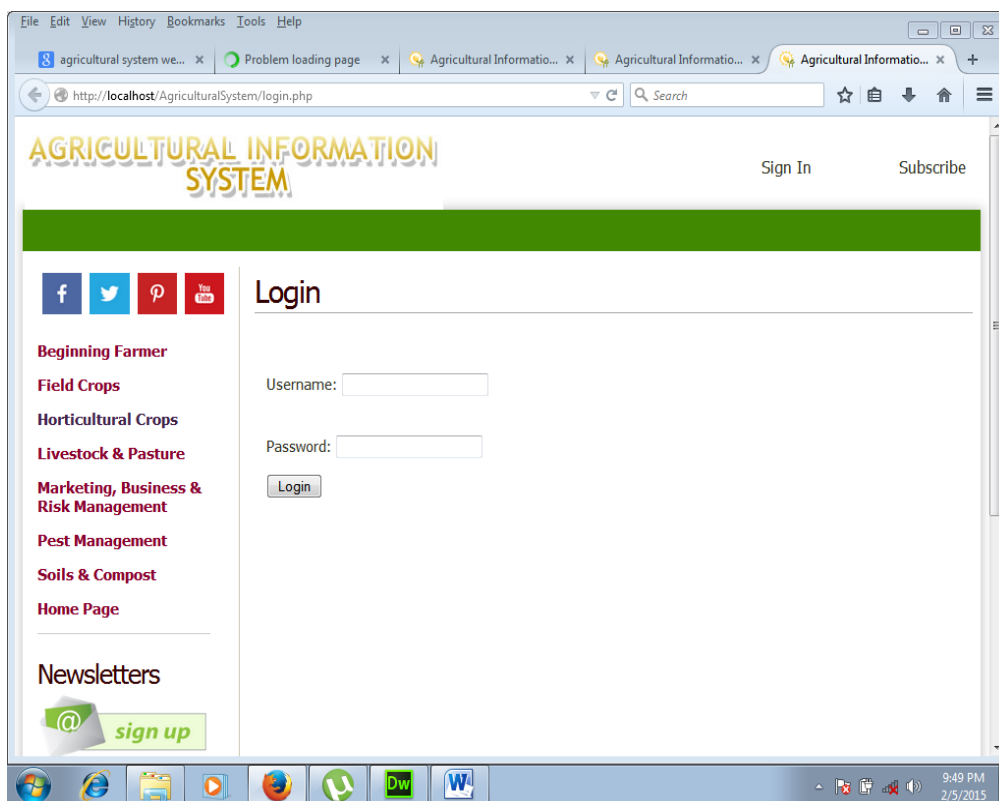 File Edit View History Bookmarks Tools Help
agricultural system we... Problem loading page Agricultural Informatio... Agricultural Informatio... Agricultural Informatio...
http://localhost/AgriculturalSystem/login.php Search
AGRICULTURAL INFORMATION
SYSTEM
Sign In Subscribe
You
Tube
Login
Beginning Farmer
Field Crops
Horticultural Crops
Livestock & Pasture
Marketing, Business &
Risk Management
Pest Management
Soils & Compost
Home Page
Username:
Password:
Login
Newsletters
@ sign up
Dw W
9:49 PM
2/5/2015